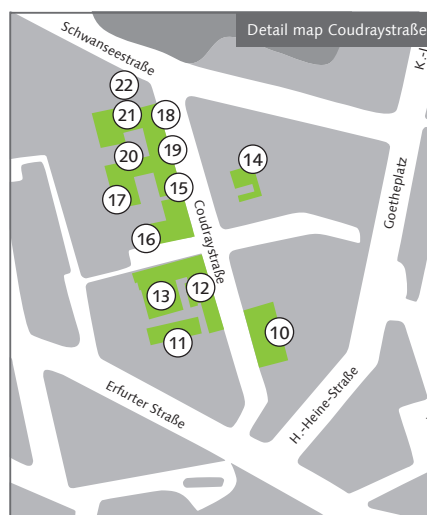 Detail map Coudraystraße
Schwanseestraße
K.-L
22
21
18
20
19
14
17
15
Goetheplatz
16
Coudraystraße
13
12
11
10
Erfurter Straße
H.-Heine-Straße